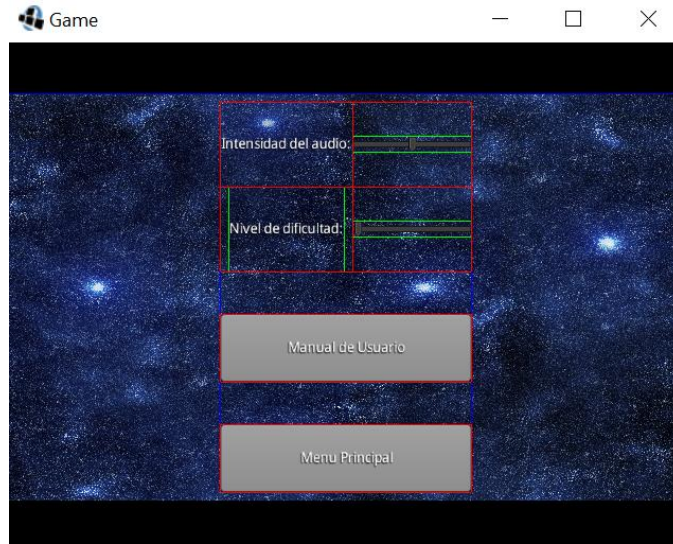 Game
Intensidad del audio:
Nivel de dificultad:
Manual de Usuario
Menu Principal